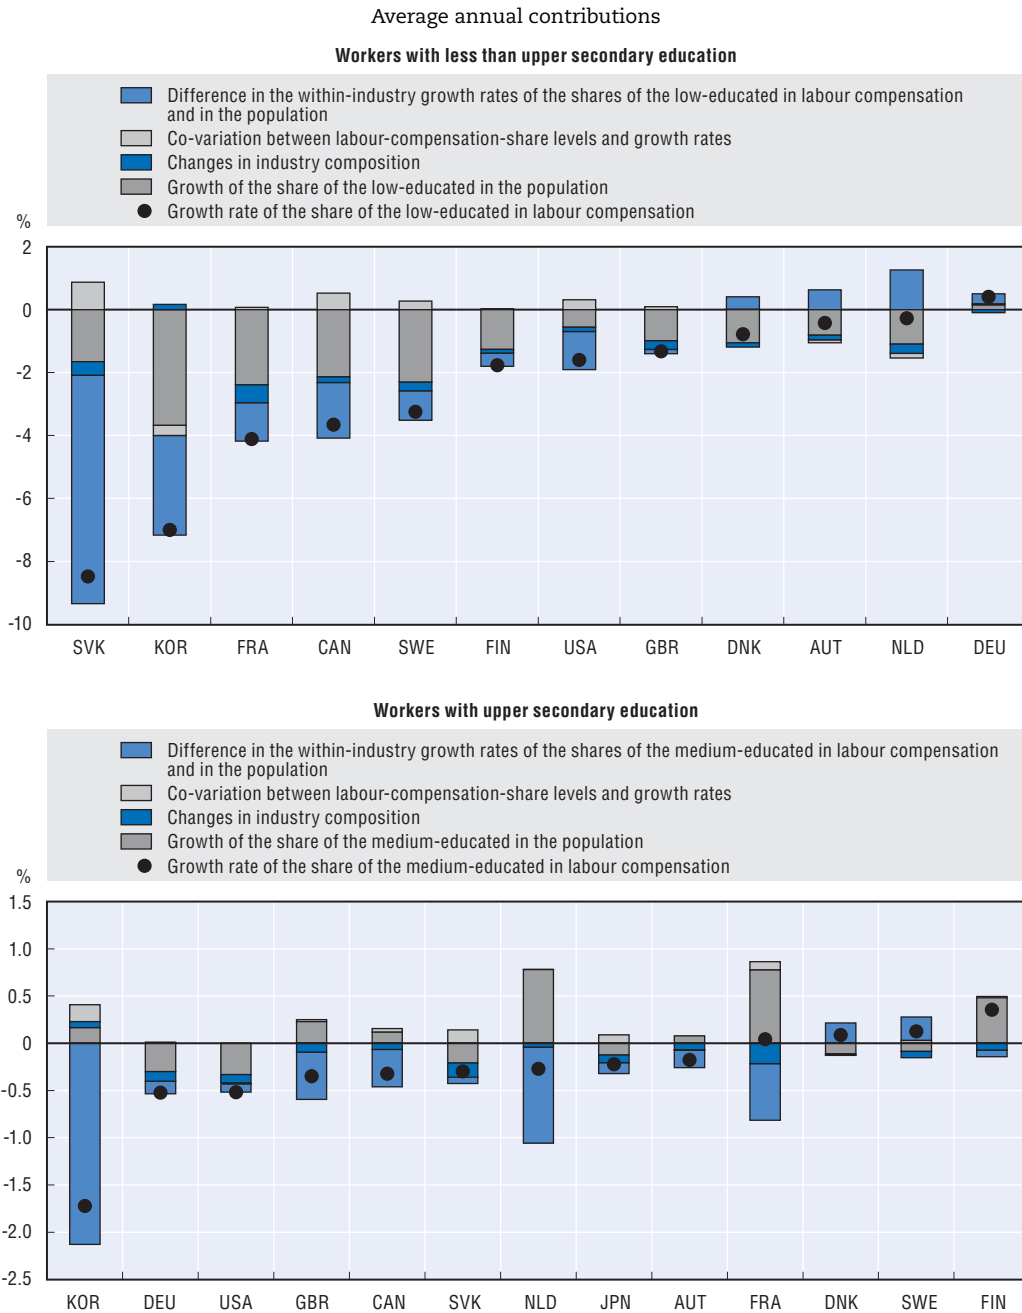 Average annual contributions
Workers with less than upper secondary education
Difference in the within-industry growth rates of the shares of the low-educated in labour compensation
and in the population
Co-variation between labour-compensation-share levels and growth rates
Changes in industry composition
Growth of the share of the low-educated in the population
Growth rate of the share of the low-educated in labour compensation
%
2
0
-2
-4
-6
-8
-10
SVK KOR FRA CAN SWE FIN USA GBR DNK AUT NLD DEU
Workers with upper secondary education
Difference in the within-industry growth rates of the shares of the medium-educated in labour compensation
and in the population
Co-variation between labour-compensation-share levels and growth rates
Changes in industry composition
Growth of the share of the medium-educated in the population
Growth rate of the share of the medium-educated in labour compensation
%
1.5
1.0
0.5
0
-0.5
-1.0
-1.5
-2.0
-2.5
KOR DEU USA GBR CAN SVK NLD JPN AUT FRA DNK SWE FIN